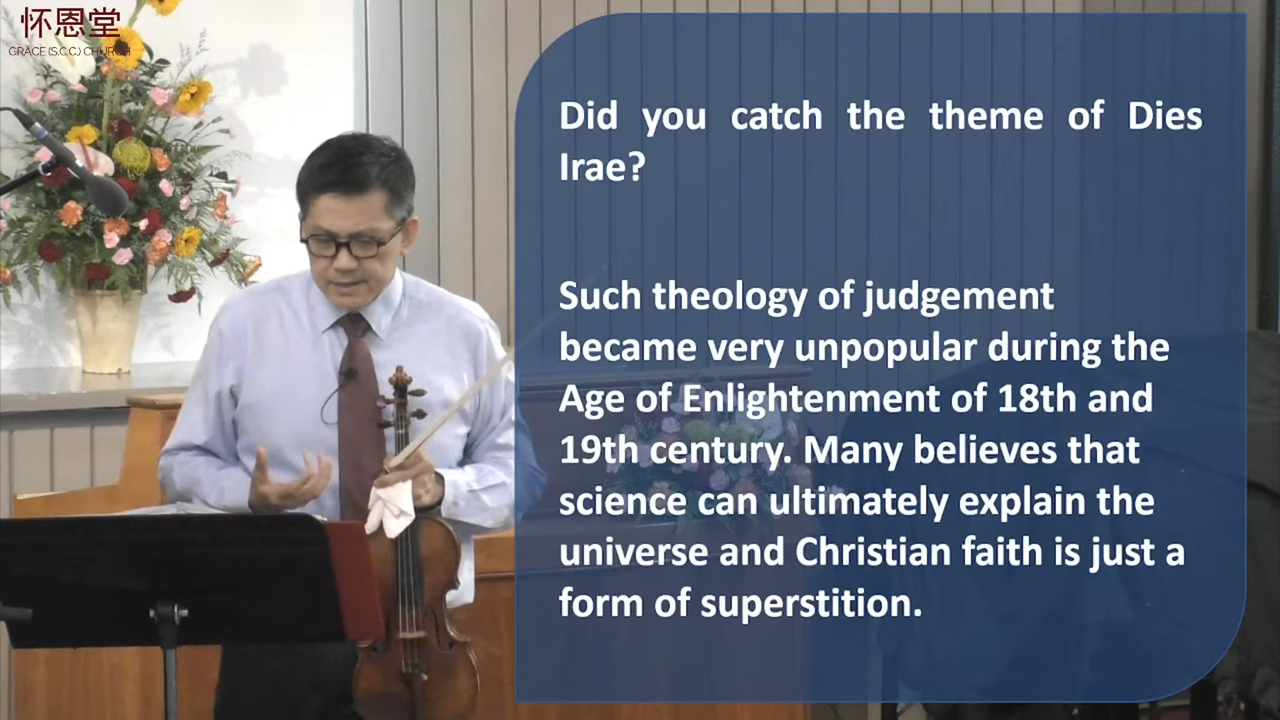 怀恩堂
GRACE (S.C.C.) CHURCH
Did you catch the theme of Dies
Irae?
Such theology of judgement
became very unpopular during the
Age of Enlightenment of 18th and
19th century. Many believes that
science can ultimately explain the
universe and Christian faith is just a
form of superstition.